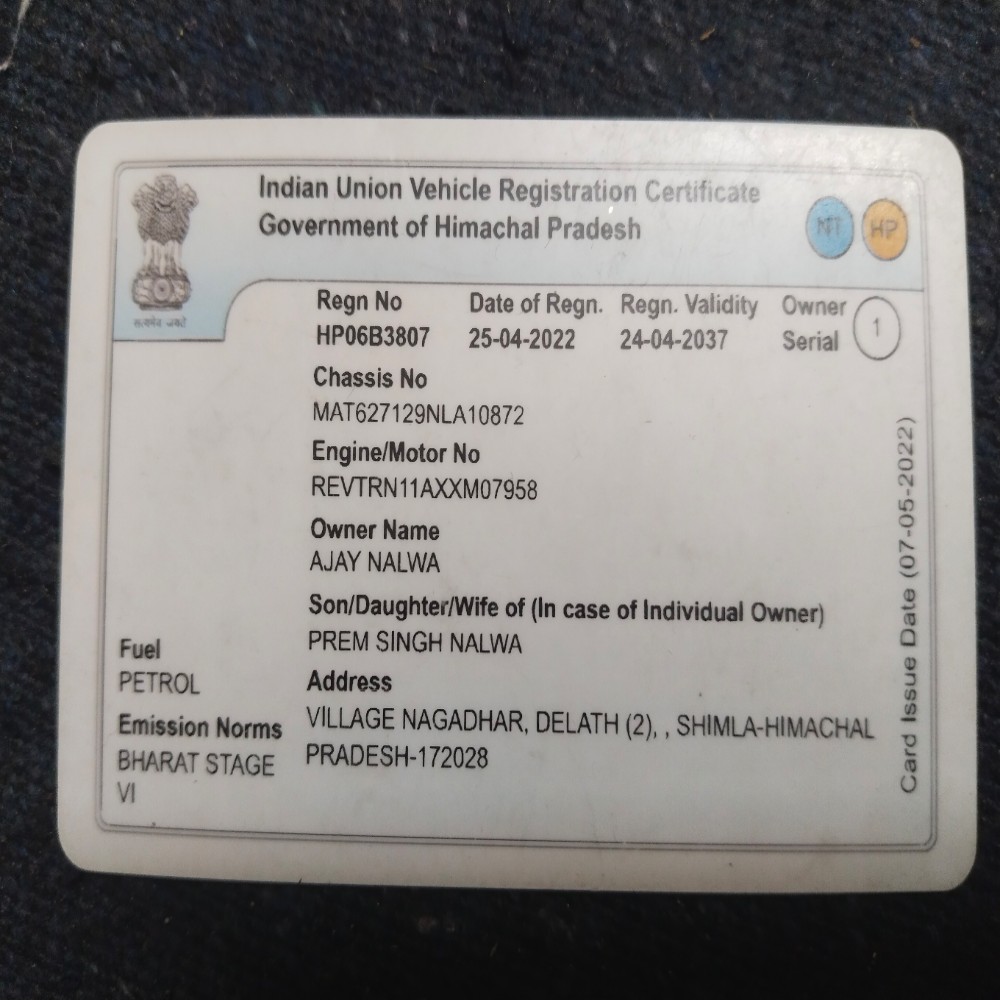 Indian Union Vehicle Registration Certificate
Government of Himachal Pradesh
NT HP
सत्यमेव जयते
Regn No Date of Regn. Regn. Validity Owner Serial 1
HP06B3807 25-04-2022 24-04-2037
Chassis No
MAT627129NLA10872
Engine/Motor No
REVTRN11AXXM07958
Owner Name
AJAY NALWA
Son/Daughter/Wife of (In case of Individual Owner)
PREM SINGH NALWA
Address
VILLAGE NAGADHAR, DELATH (2), , SHIMLA-HIMACHAL
PRADESH-172028
Fuel
PETROL
Emission Norms
BHARAT STAGE
VI
Card Issue Date (07-05-2022)